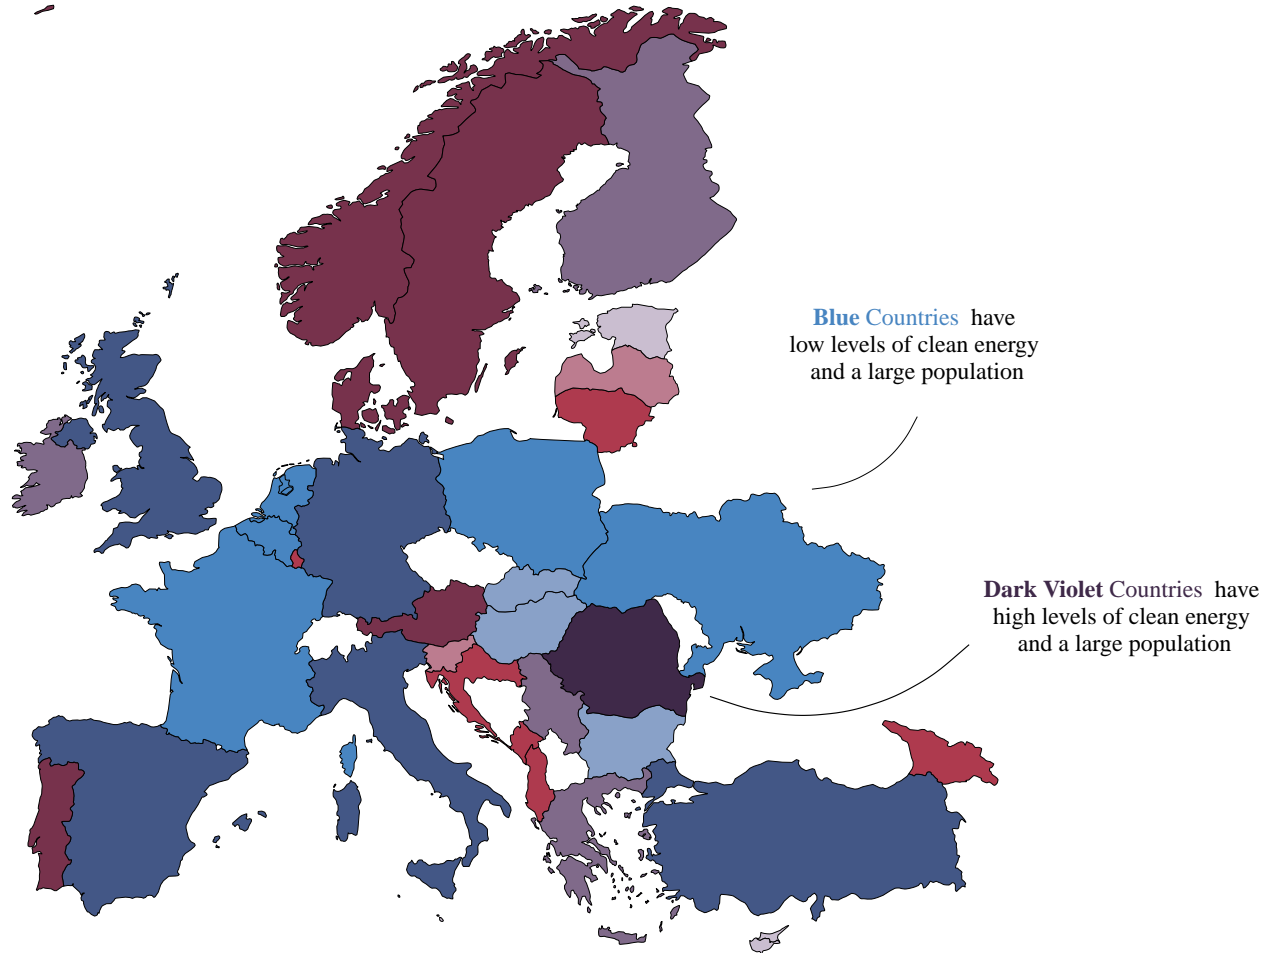 Blue Countries have
low levels of clean energy
and a large population
Dark Violet Countries have
high levels of clean energy
and a large population